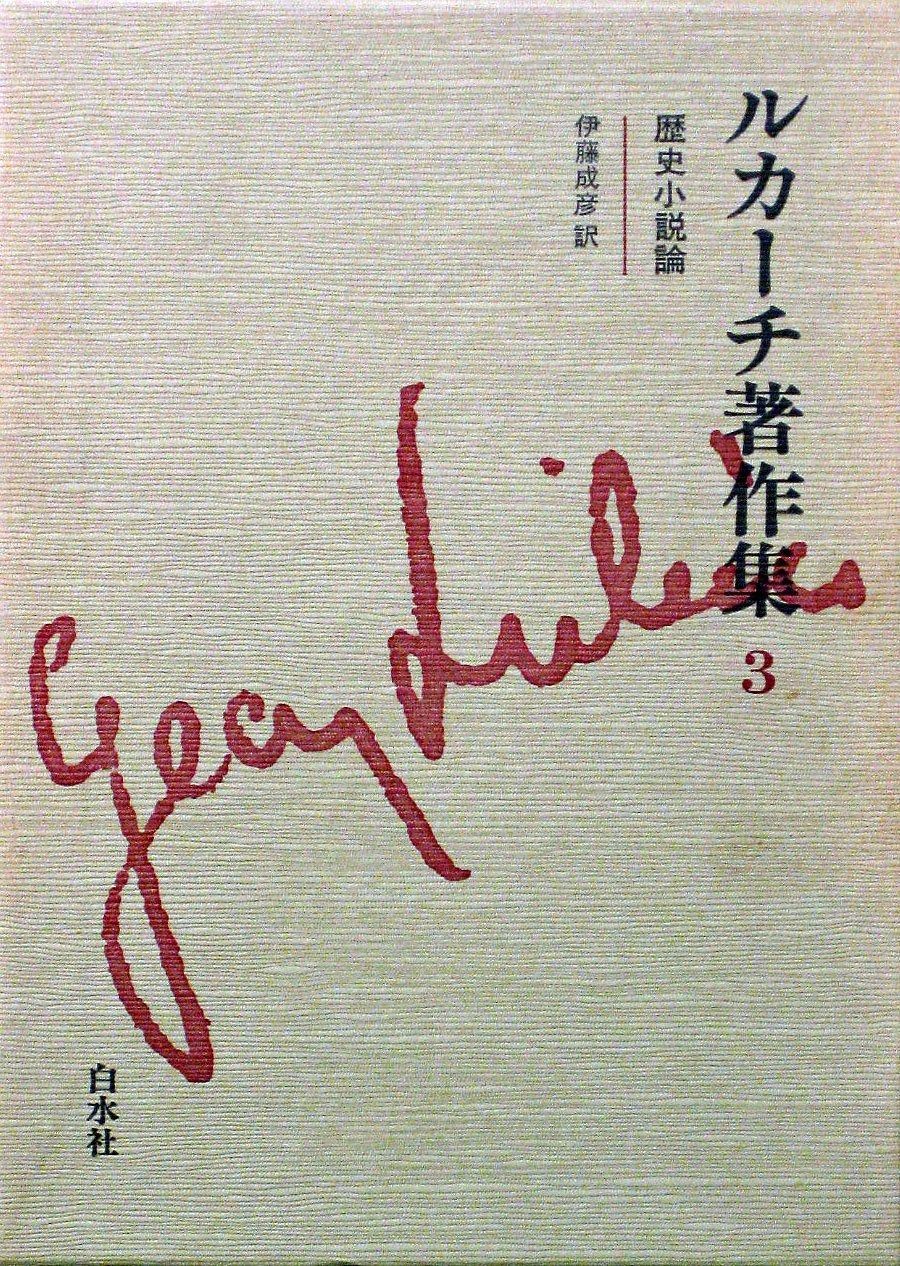 ルカーチ著作集
3
歴史小説論
伊藤成彦 訳
白水社